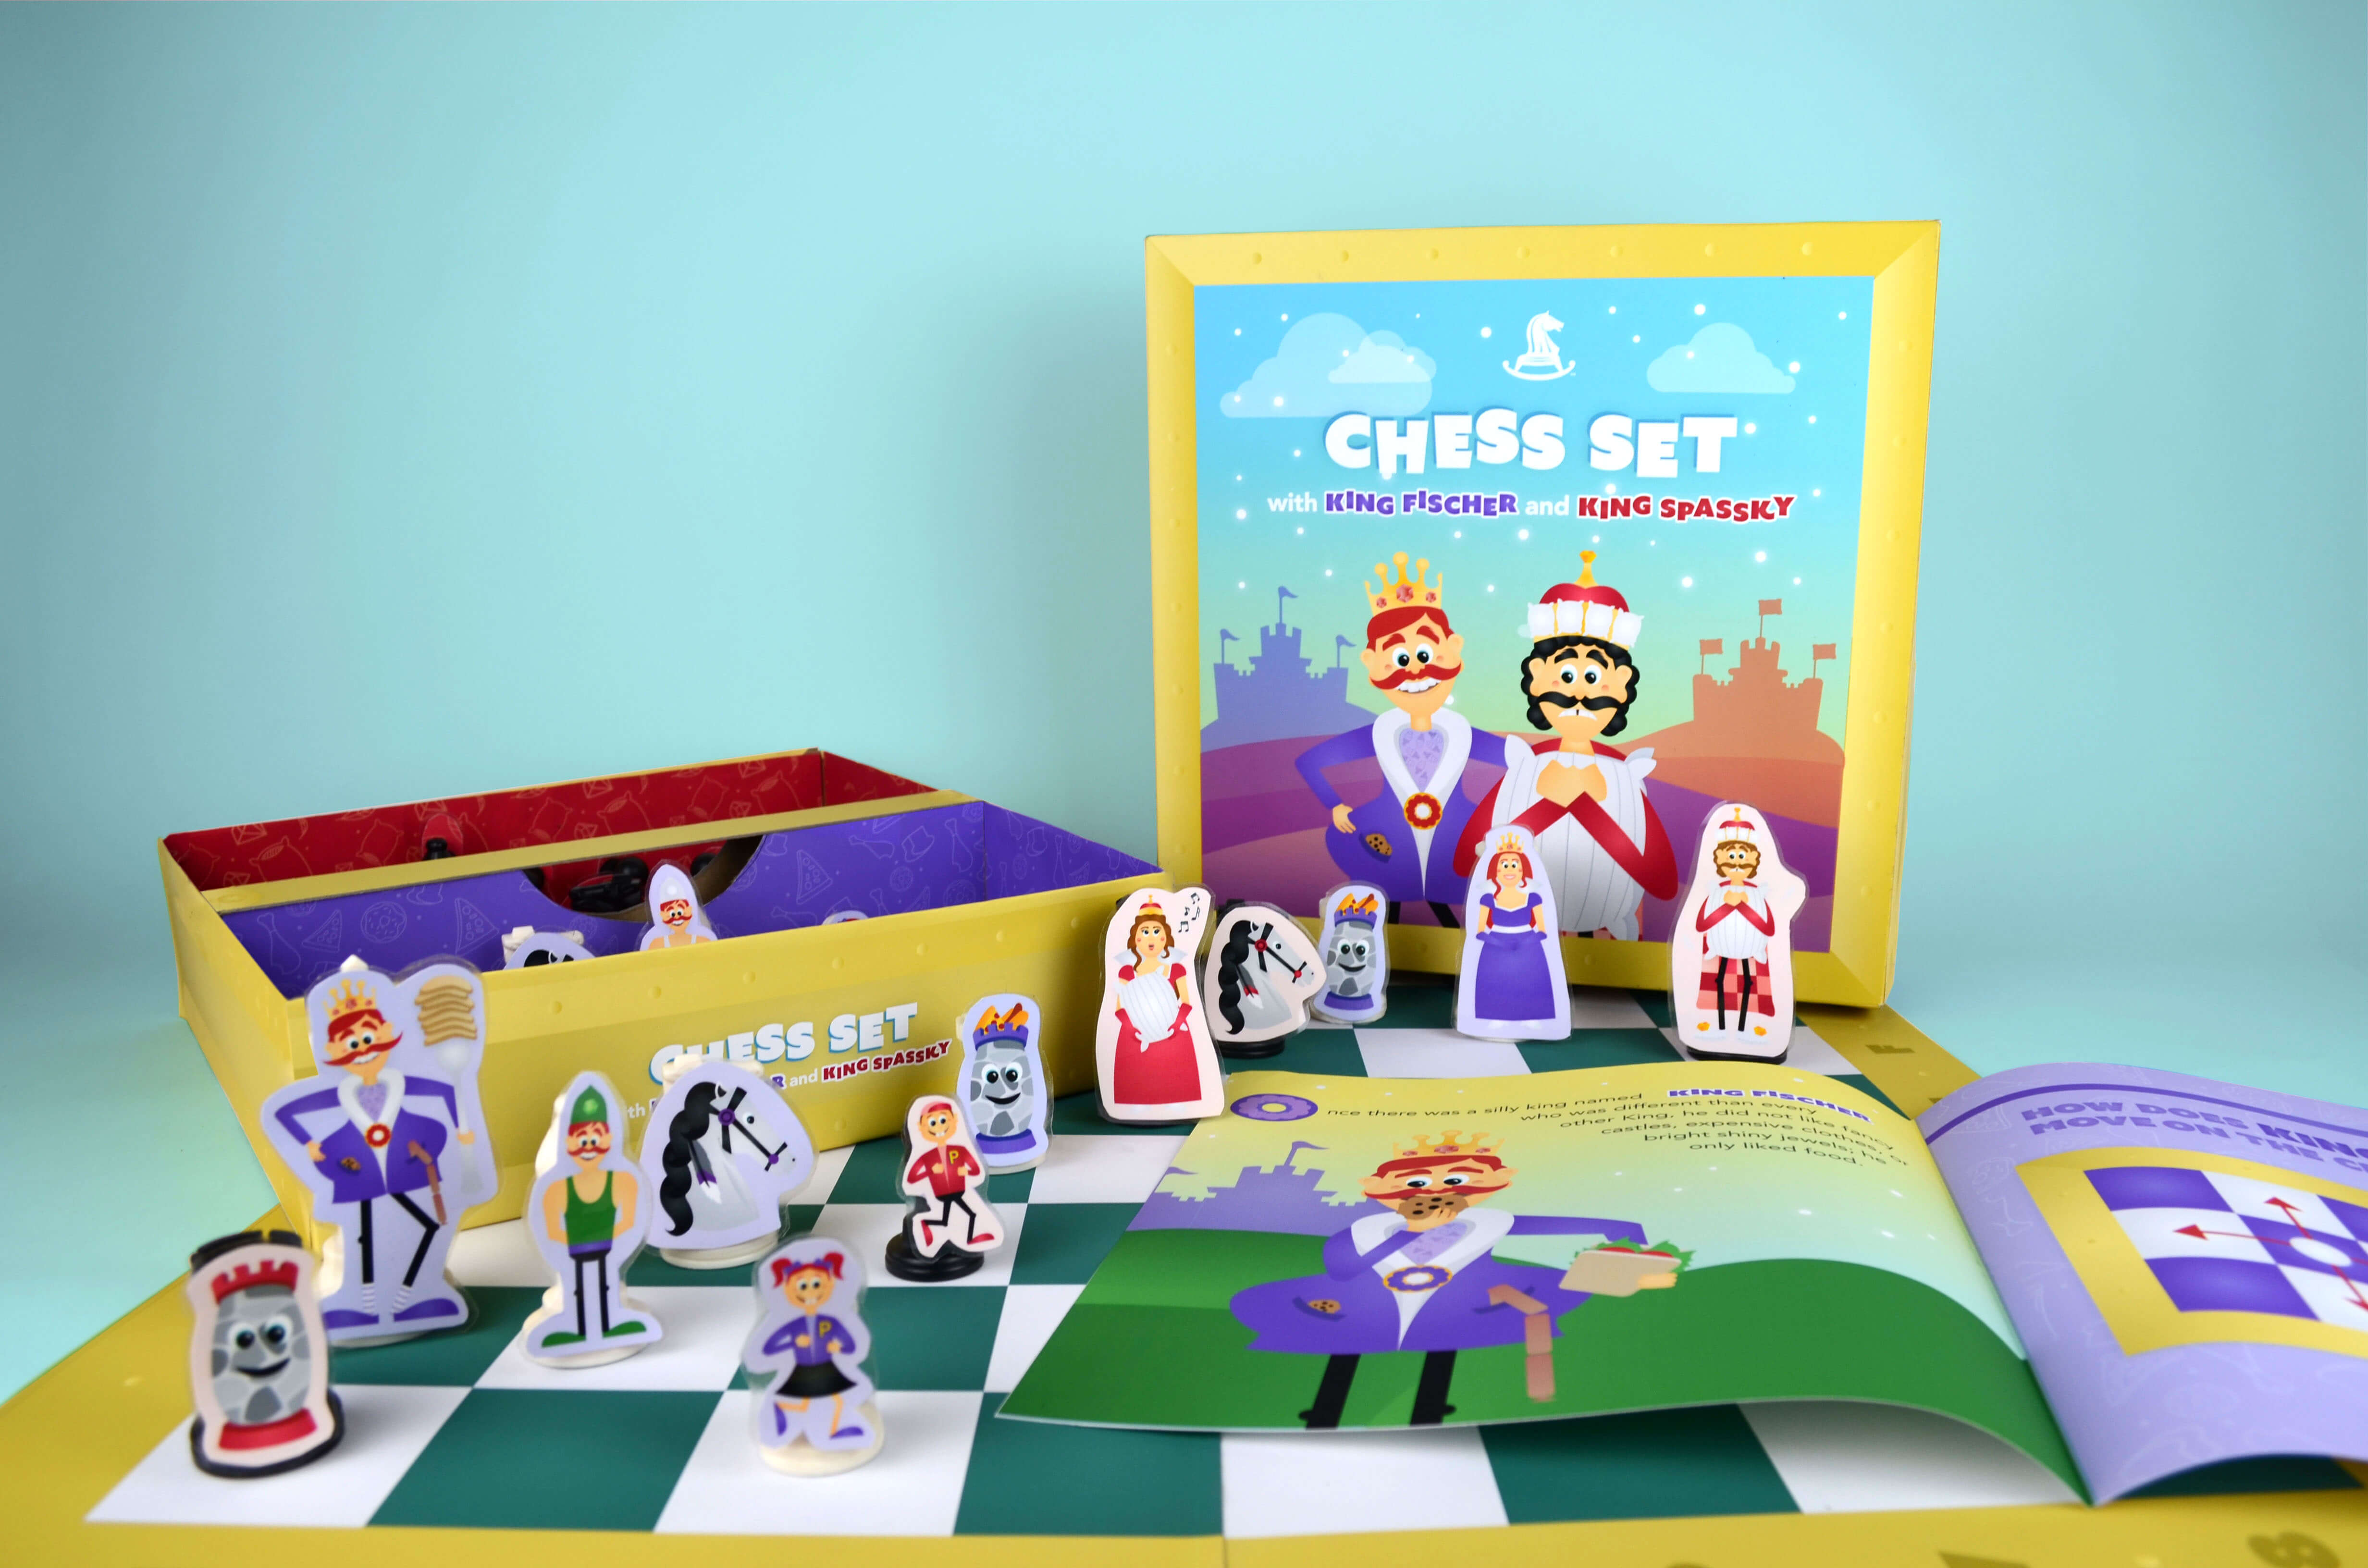 CHESS SET
with KING FISCHER and KING SPASSKY
CHESS SET
and KING SPASSKY
P
P
nce there was a silly king named KING FISCHER
who was different than every
other King, he did not like fancy
castles, expensive clothes, or
bright shiny jewels; he
only liked food.
HOW DOES KING
MOVE ON THE
F